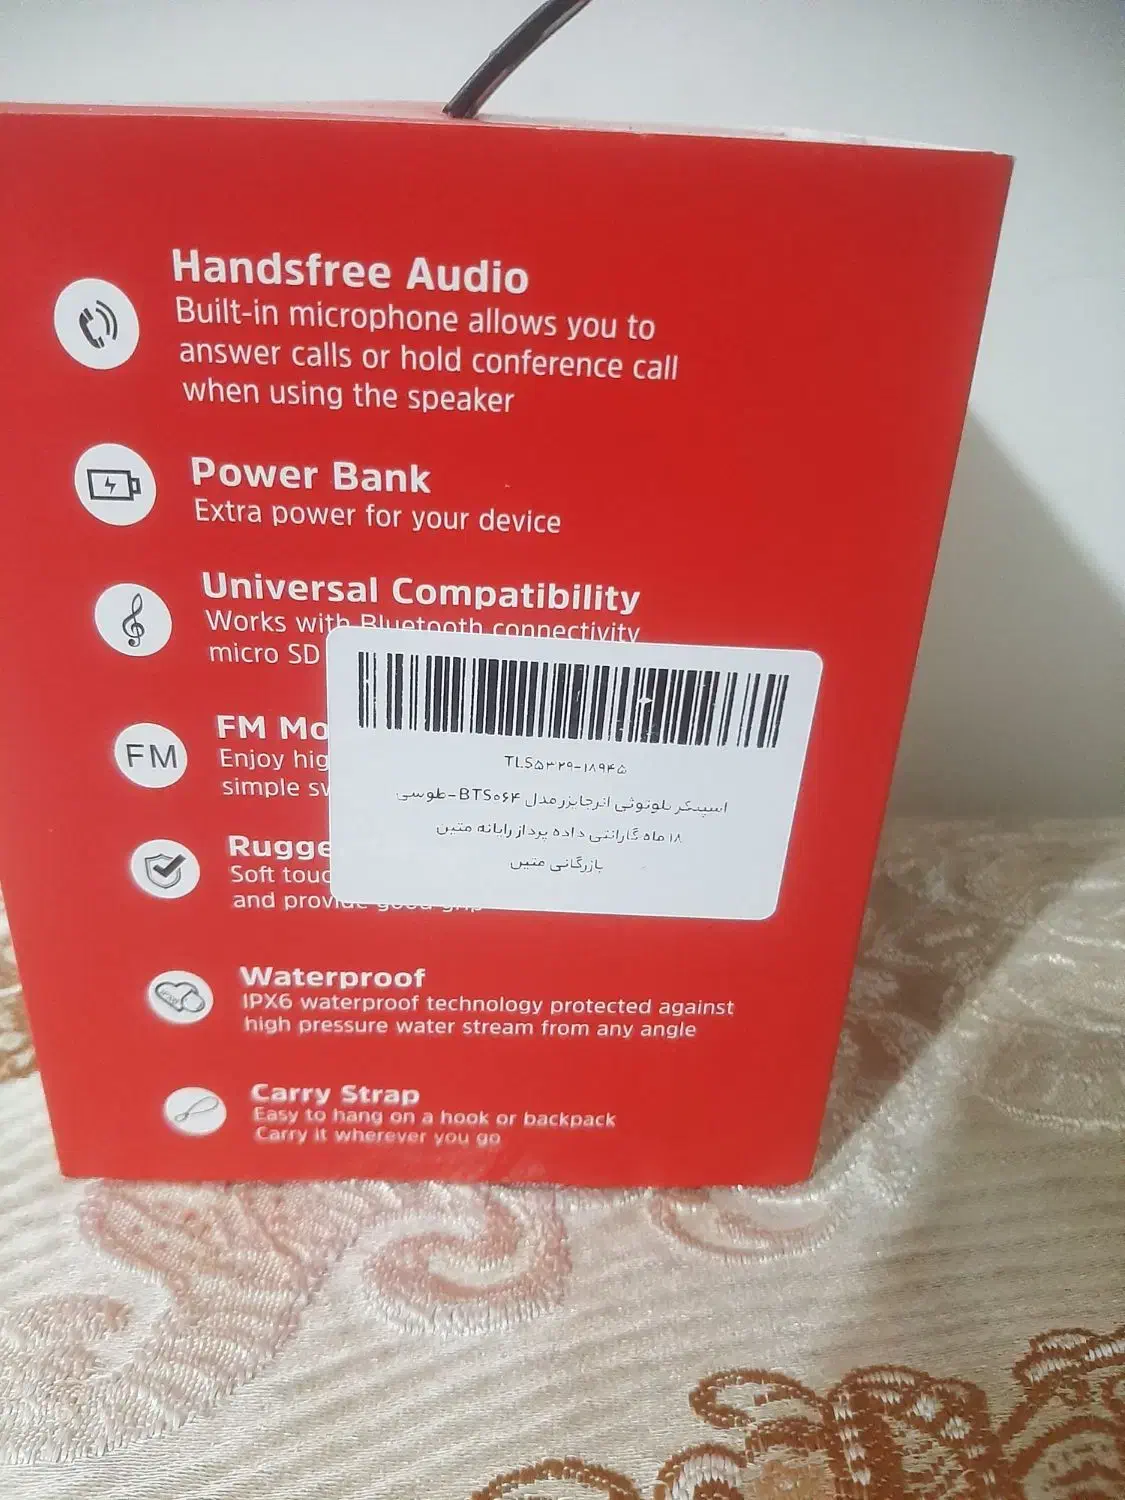 Handsfree Audio
Built-in microphone allows you to
answer calls or hold conference call
when using the speaker
Power Bank
Extra power for your device
Universal Compatibility
Works with Bluetooth connectivity
micro SD
FM Mo
Enjoy hig
simple sw
FM
Rugge
Soft touc
and provide good grip
TLS۵۳۲۹-۱۸۹۴۵
اسپیکر بلوتوثی انرجایزر مدل BTS۰۶۴-طوسی
۱۸ ماه گارانتی داده پرداز رایانه متین
بازرگانی متین
Waterproof
IPX6 waterproof technology protected against
high pressure water stream from any angle
Carry Strap
Easy to hang on a hook or backpack
Carry it wherever you go